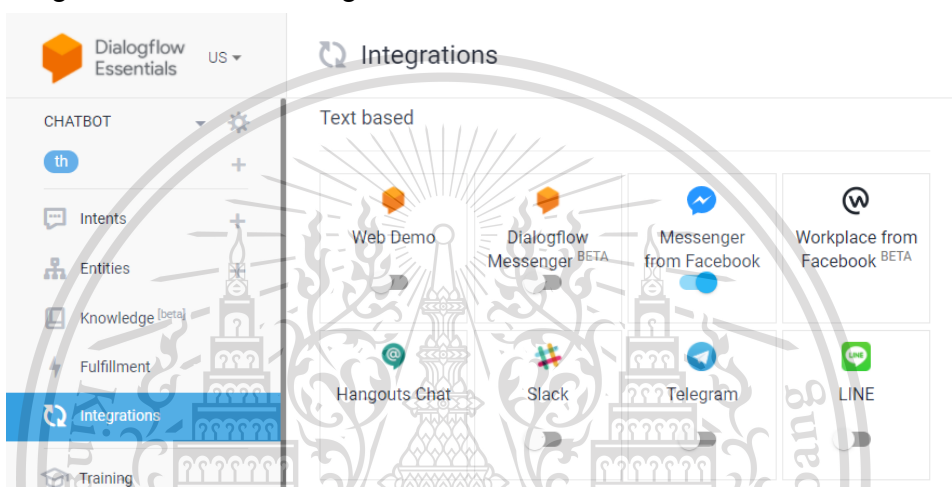 Dialogflow
Essentials
US
Integrations
CHATBOT
Text based
th
Intents
Entities
Knowledge [beta]
Fulfillment
Integrations
Training
Web Demo
Dialogflow
Messenger BETA
Messenger
from Facebook
Workplace from
Facebook BETA
Hangouts Chat
Slack
Telegram
LINE